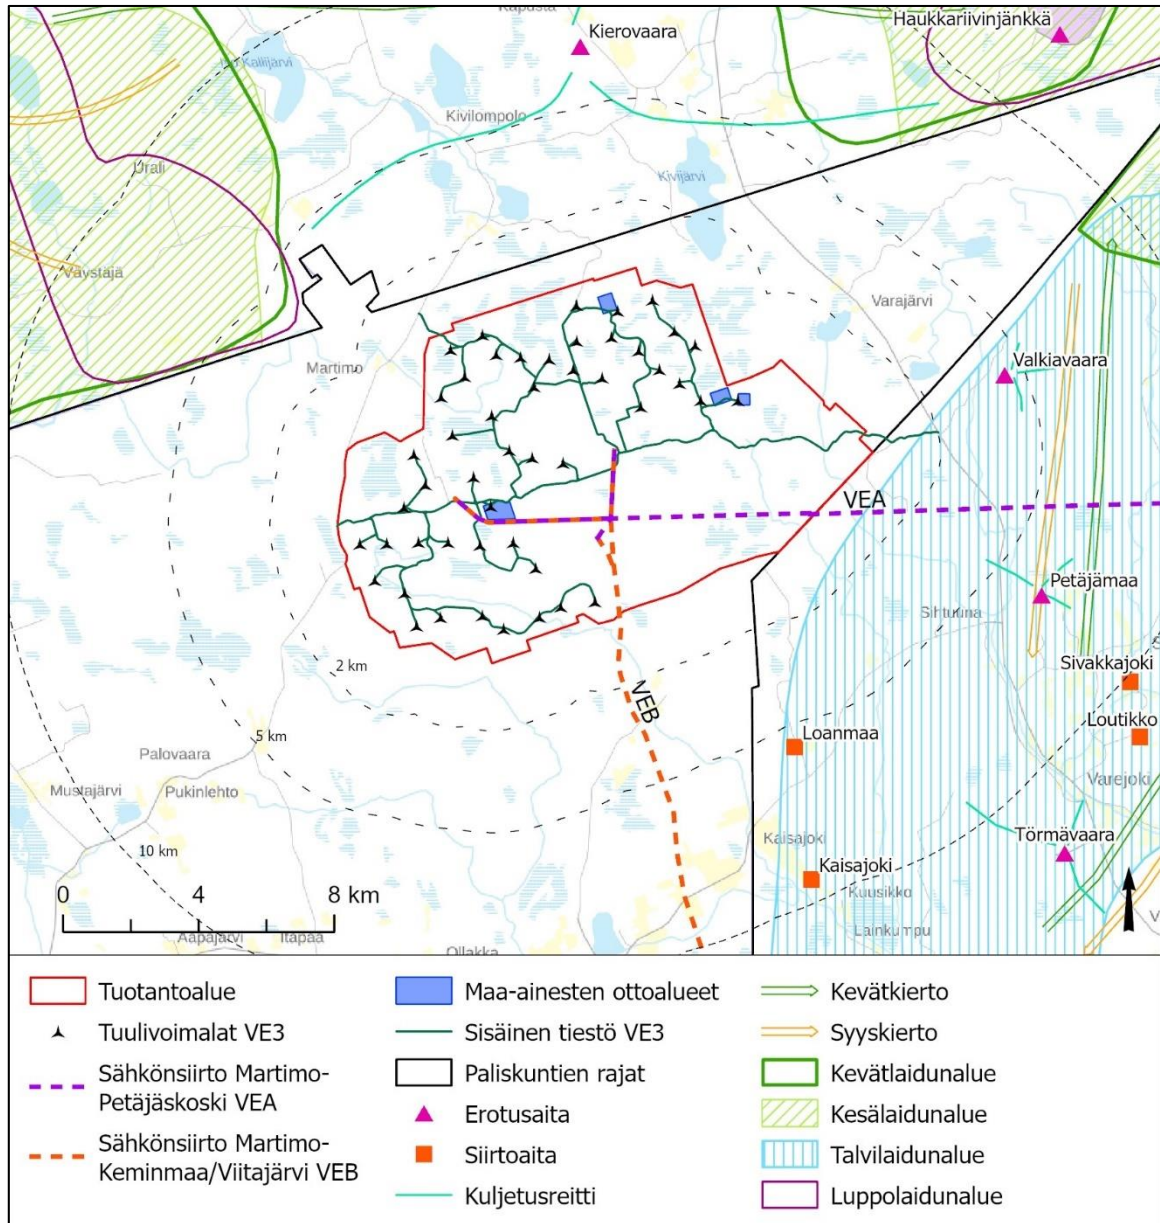 Kapusta
Kierovaara
Haukkariivinjänkkä
Iso Kallijärvi
Kivilompolo
Urali
Kivijärvi
Väystäjä
Varajärvi
Martimo
Valkiavaara
VEA
Petäjämaa
Sihtuuna
2 km
Sivakkajoki
VEB
Loutikko
Loanmaa
5 km
Palovaara
Varejoki
Mustajärvi
Pukinlehto
Kaisajoki
Törmävaara
10 km
Kaisajoki
Kuusikko
0 4 8 km
Lainkumpu
Aapajärvi
Itäpää
Ollakka
Tuotantoalue
Tuulivoimalat VE3
Sähkönsiirto Martimo-
Petäjäskoski VEA
Sähkönsiirto Martimo-
Keminmaa/Viitajärvi VEB
Maa-ainesten ottoalueet
Sisäinen tiestö VE3
Paliskuntien rajat
Erotusaita
Siirtoaita
Kuljetusreitti
Kevätkierto
Syyskierto
Kevätlaidunalue
Kesälaidunalue
Talvilaidunalue
Luppolaidunalue